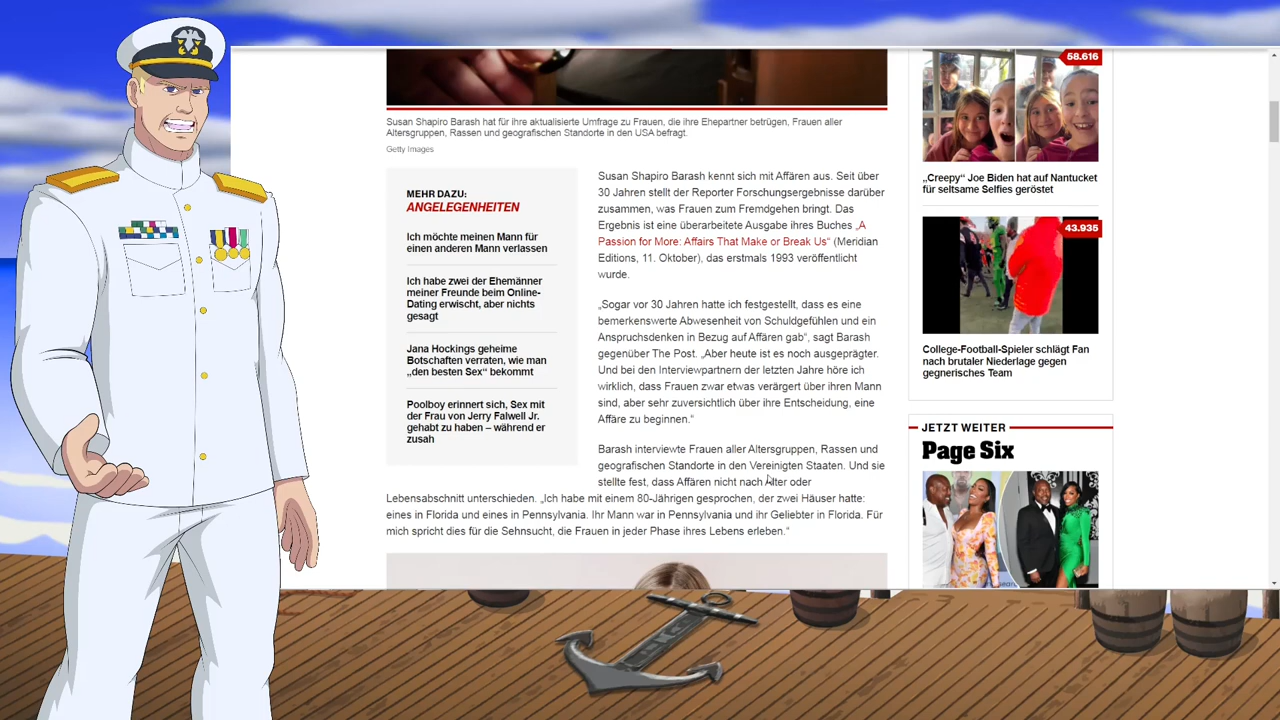 Susan Shapiro Barash hat für ihre aktualisierte Umfrage zu Frauen, die ihre Ehepartner betrügen, Frauen aller
Altersgruppen, Rassen und geografischen Standorte in den USA befragt.
Getty Images
MEHR DAZU:
ANGELEGENHEITEN
Ich möchte meinen Mann für
einen anderen Mann verlassen
Ich habe zwei der Ehemänner
meiner Freunde beim Online-
Dating erwischt, aber nichts
gesagt
Jana Hockings geheime
Botschaften verraten, wie man
„den besten Sex“ bekommt
Poolboy erinnert sich, Sex mit
der Frau von Jerry Falwell Jr.
gehabt zu haben – während er
zusah
Susan Shapiro Barash kennt sich mit Affären aus. Seit über
30 Jahren stellt der Reporter Forschungsergebnisse darüber
zusammen, was Frauen zum Fremdgehen bringt. Das
Ergebnis ist eine überarbeitete Ausgabe ihres Buches „A
Passion for More: Affairs That Make or Break Us“ (Meridian
Editions, 11. Oktober), das erstmals 1993 veröffentlicht
wurde.
„Sogar vor 30 Jahren hatte ich festgestellt, dass es eine
bemerkenswerte Abwesenheit von Schuldgefühlen und ein
Anspruchsdenken in Bezug auf Affären gab“, sagt Barash
gegenüber The Post. „Aber heute ist es noch ausgeprägter.
Und bei den Interviewpartnern der letzten Jahre höre ich
wirklich, dass Frauen zwar etwas verärgert über ihren Mann
sind, aber sehr zuversichtlich über ihre Entscheidung, eine
Affäre zu beginnen.“
Barash interviewte Frauen aller Altersgruppen, Rassen und
geografischen Standorte in den Vereinigten Staaten. Und sie
stellte fest, dass Affären nicht nach Alter oder
Lebensabschnitt unterschieden. „Ich habe mit einem 80-Jährigen gesprochen, der zwei Häuser hatte:
eines in Florida und eines in Pennsylvania. Ihr Mann war in Pennsylvania und ihr Geliebter in Florida. Für
mich spricht dies für die Sehnsucht, die Frauen in jeder Phase ihres Lebens erleben.“
58.616
„Creepy“ Joe Biden hat auf Nantucket
für seltsame Selfies geröstet
43.935
College-Football-Spieler schlägt Fan
nach brutaler Niederlage gegen
gegnerisches Team
JETZT WEITER
Page Six